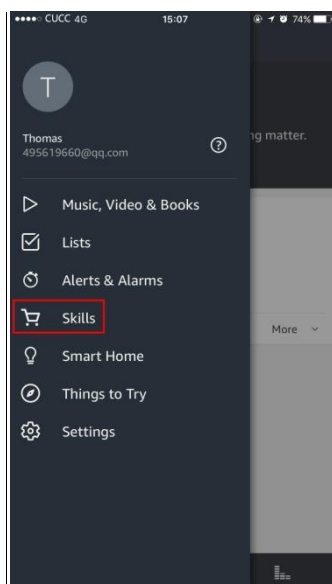 CUCC 4G 15:07 74%
T
Thomas
495619660@qq.com
ng matter.
Music, Video & Books
Lists
Alerts & Alarms
Skills
More
Smart Home
Things to Try
Settings